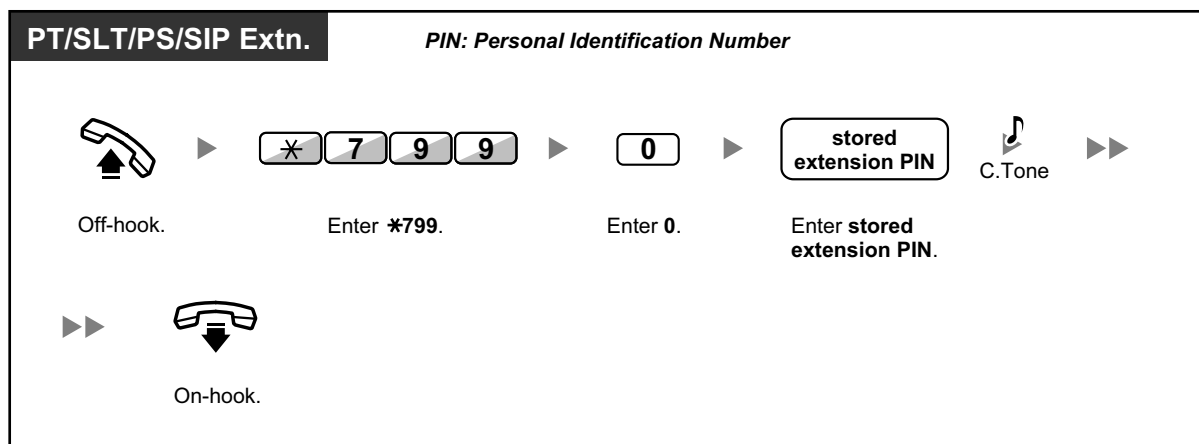 PT/SLT/PS/SIP Extn.
PIN: Personal Identification Number
* 7 9 9
0
stored
extension PIN
C.Tone
Off-hook.
Enter *799.
Enter 0.
Enter stored
extension PIN.
On-hook.